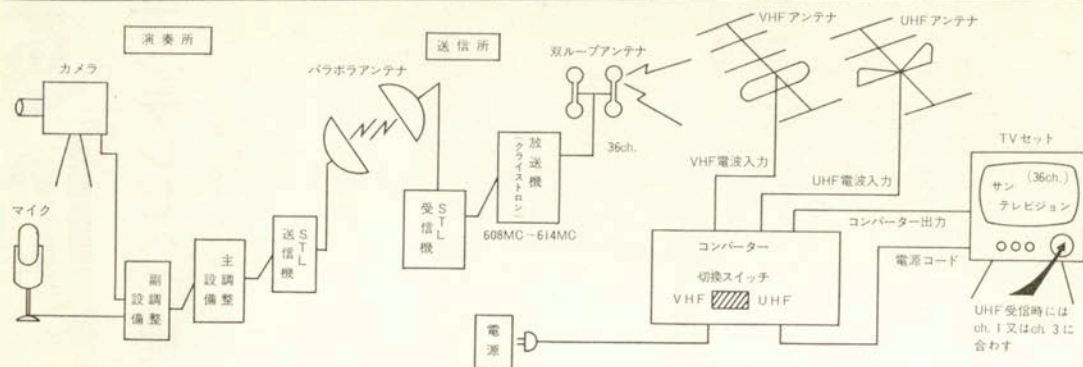 演奏所
送信所
カメラ
マイク
副調整
設備
主調整
設備
STL
送信機
パラボラアンテナ
STL
受信機
放送機
(クライストロン)
608MC～614MC
双ループアンテナ
36ch.
VHFアンテナ
UHFアンテナ
VHF電波入力
UHF電波入力
コンバーター
切換スイッチ
VHF UHF
電源
コンバーター出力
電源コード
TVセット
(36ch.)
サン
テレビジョン
UHF受信時には
ch.1又はch.3に
合わす